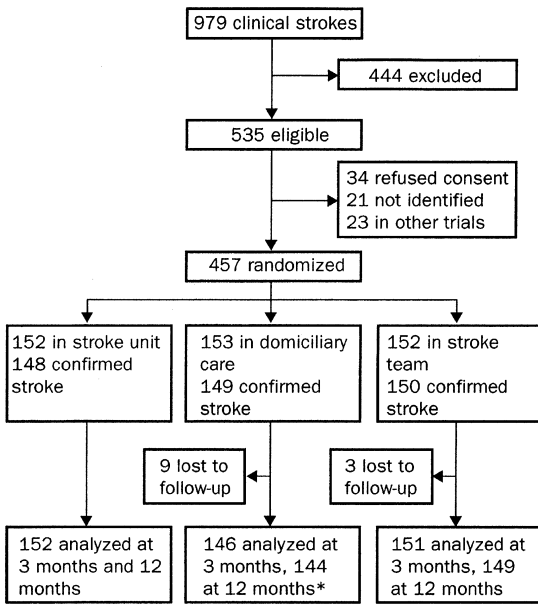 979 clinical strokes
444 excluded
535 eligible
34 refused consent
21 not identified
23 in other trials
457 randomized
152 in stroke unit
148 confirmed
stroke
153 in domiciliary
care
149 confirmed
stroke
152 in stroke
team
150 confirmed
stroke
9 lost to
follow-up
3 lost to
follow-up
152 analyzed at
3 months and 12
months
146 analyzed at
3 months, 144
at 12 months*
151 analyzed at
3 months, 149
at 12 months